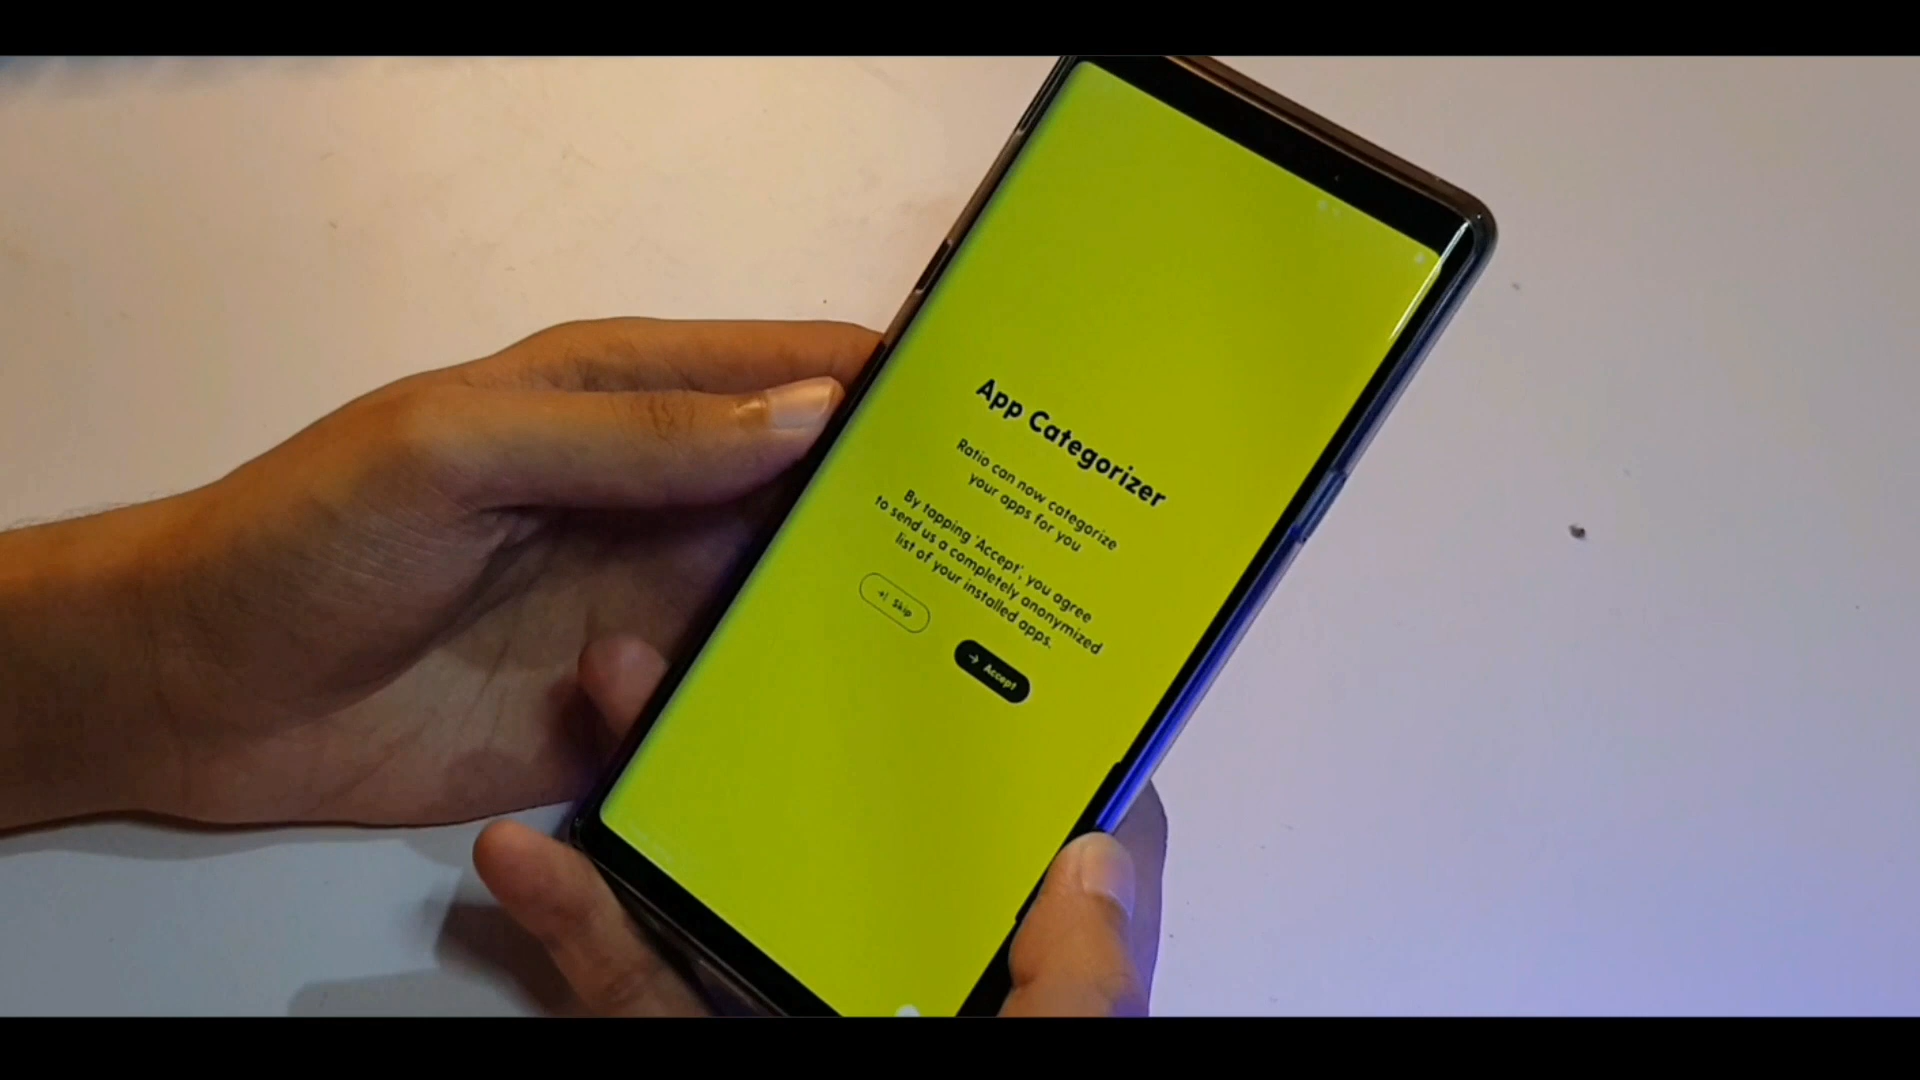 App Categorizer
Ratio can now categorize
your apps for you
By tapping 'Accept', you agree
to send us a completely anonymized
list of your installed apps.
Skip
Accept